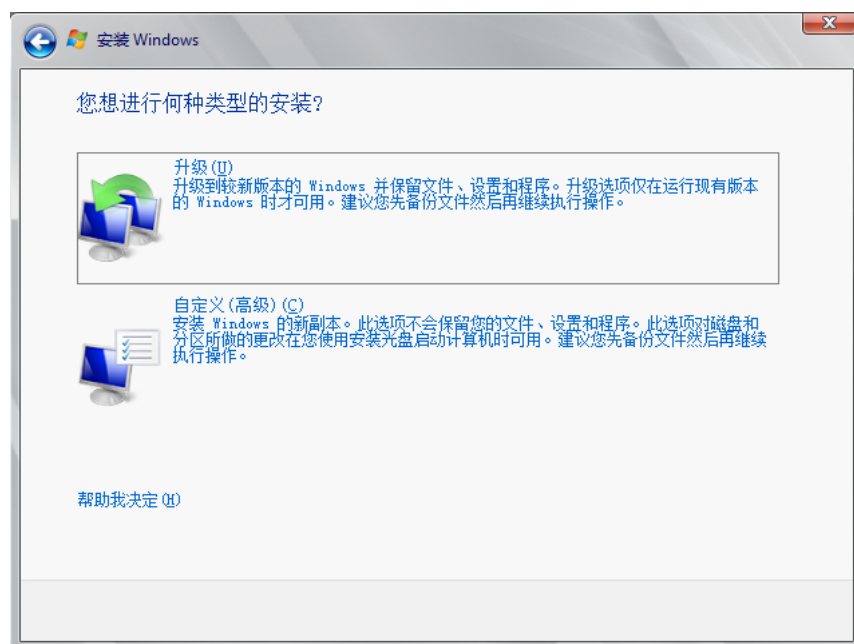 安装 Windows
您想进行何种类型的安装?
升级(U)
升级到较新版本的 Windows 并保留文件、设置和程序。升级选项仅在运行现有版本
的 Windows 时才可用。建议您先备份文件然后再继续执行操作。
自定义(高级)(C)
安装 Windows 的新副本。此选项不会保留您的文件、设置和程序。此选项对磁盘和
分区所做的更改在您使用安装光盘启动计算机时可用。建议您先备份文件然后再继续
执行操作。
帮助我决定(H)